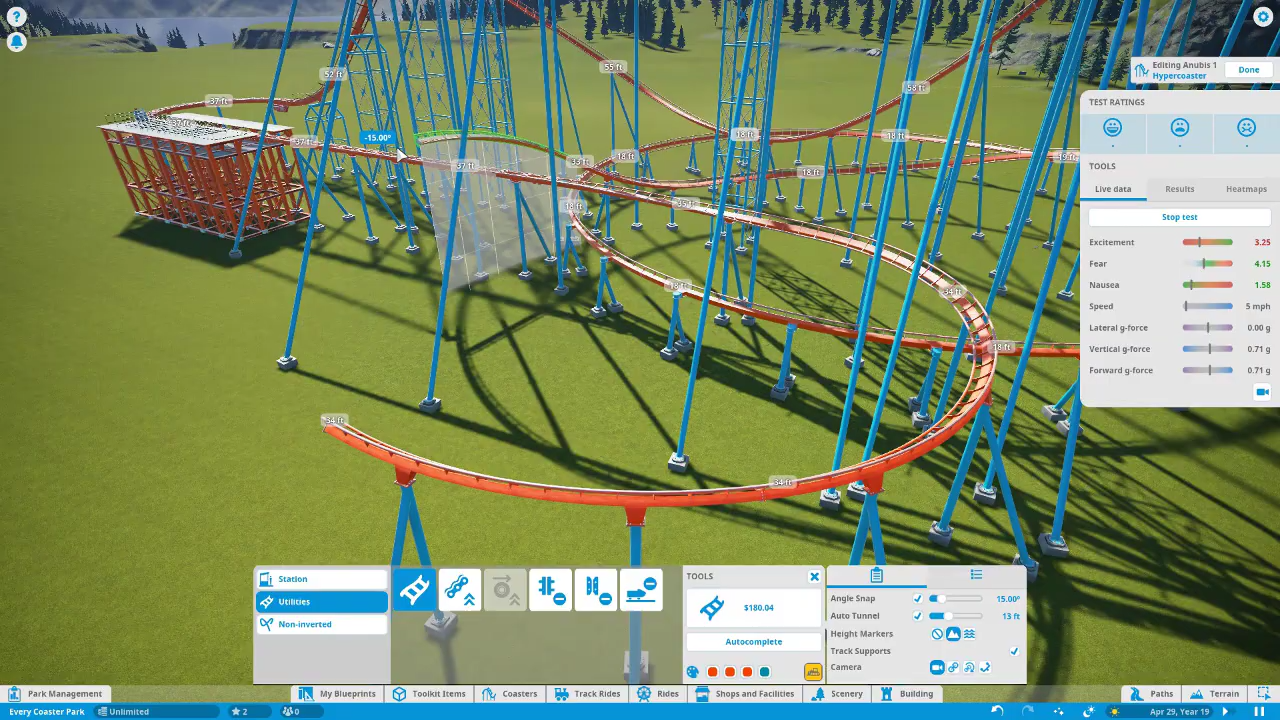 ?
52 ft
55 ft
53 ft
37 ft
-15.00°
37 ft
37 ft
35 ft
18 ft
18 ft
18 ft
18 ft
35 ft
34 ft
18 ft
34 ft
34 ft
Editing Anubis 1
Hypercoaster
Done
TEST RATINGS
TOOLS
Live data
Results
Heatmaps
Stop test
Excitement 3.25
Fear 4.15
Nausea 1.58
Speed 5 mph
Lateral g-force 0.00 g
Vertical g-force 0.71 g
Forward g-force 0.71 g
Station
Utilities
Non-inverted
TOOLS
$180.04
Autocomplete
Angle Snap 15.00°
Auto Tunnel 13 ft
Height Markers
Track Supports
Camera
Park Management
My Blueprints
Toolkit Items
Coasters
Track Rides
Rides
Shops and Facilities
Scenery
Building
Paths
Terrain
Every Coaster Park
Unlimited
2
0
Apr 29, Year 19